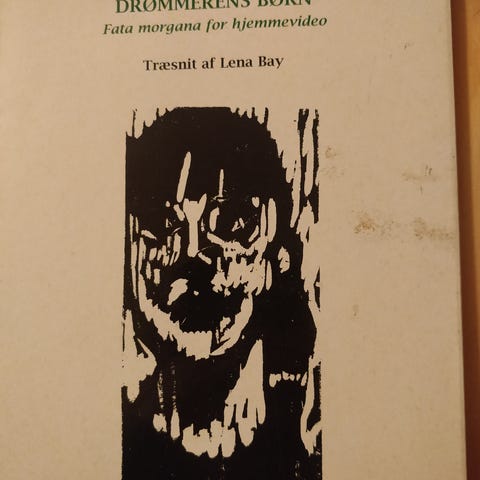 DRØMMERENS BØRN
Fata morgana for hjemmevideo
Træsnit af Lena Bay